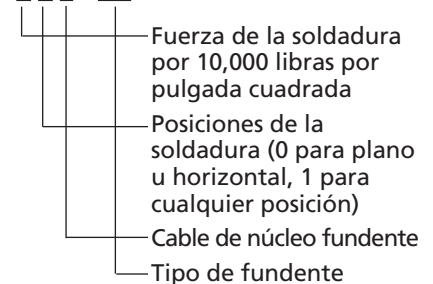 Fuerza de la soldadura
por 10,000 libras por
pulgada cuadrada
Posiciones de la
soldadura (0 para plano
u horizontal, 1 para
cualquier posición)
Cable de núcleo fundente
Tipo de fundente